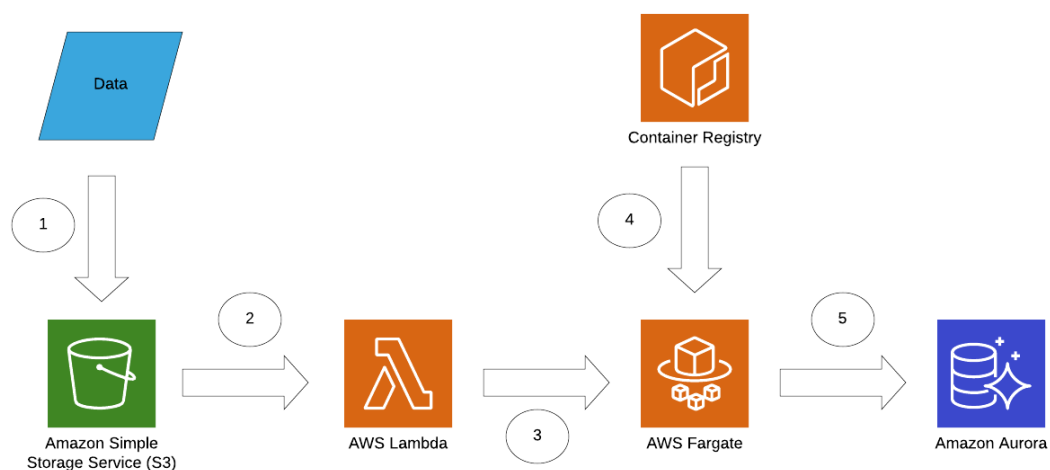 Data
Container Registry
1
4
2
5
3
Amazon Simple
Storage Service (S3)
AWS Lambda
AWS Fargate
Amazon Aurora